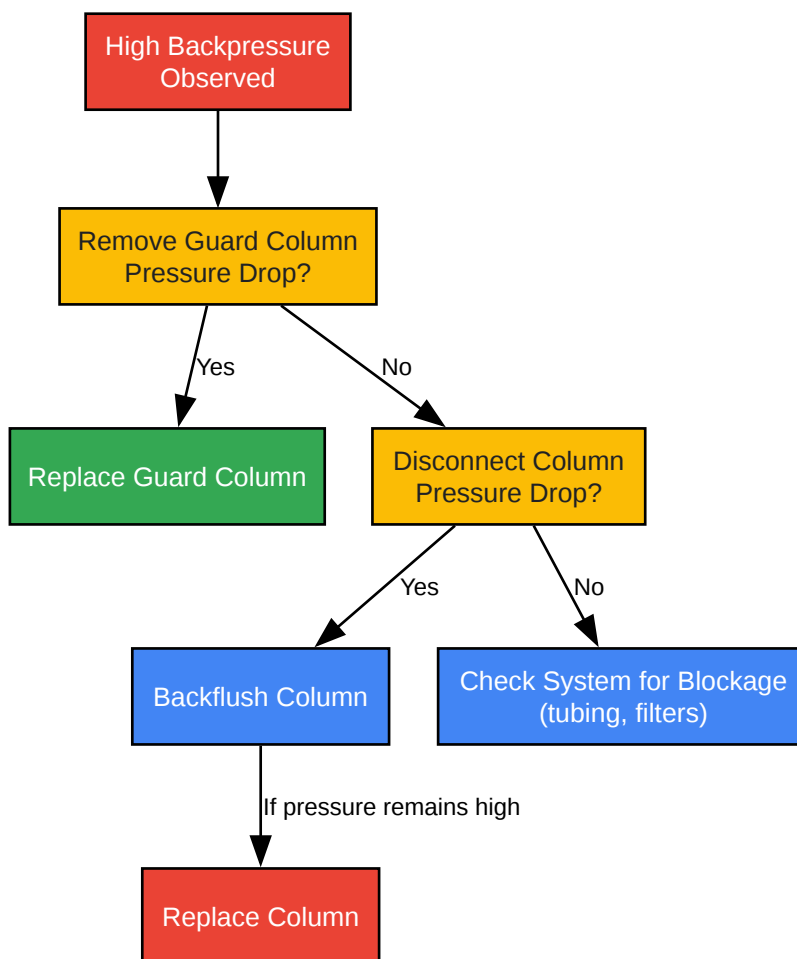 High Backpressure
Observed
Remove Guard Column
Pressure Drop?
Yes
No
Replace Guard Column
Disconnect Column
Pressure Drop?
Yes
No
Backflush Column
Check System for Blockage
(tubing, filters)
If pressure remains high
Replace Column